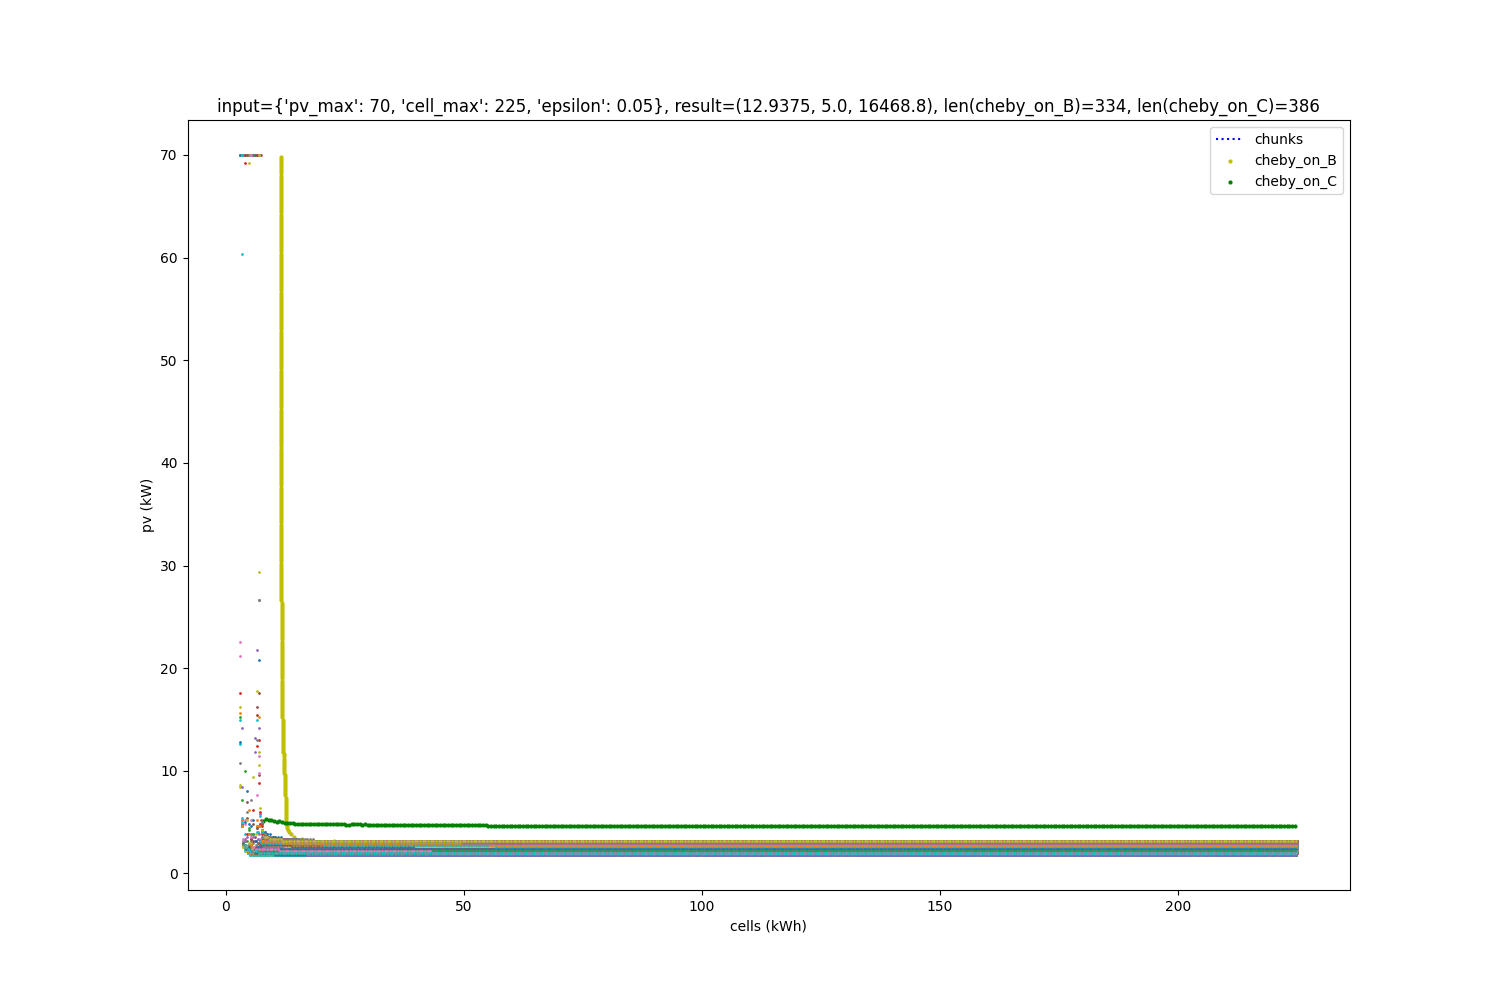 input={'pv_max': 70, 'cell_max': 225, 'epsilon': 0.05}, result=(12.9375, 5.0, 16468.8), len(cheby_on_B)=334, len(cheby_on_C)=386
chunks
cheby_on_B
cheby_on_C
70
60
50
40
30
20
10
0
pv (kW)
0
50
100
150
200
cells (kWh)